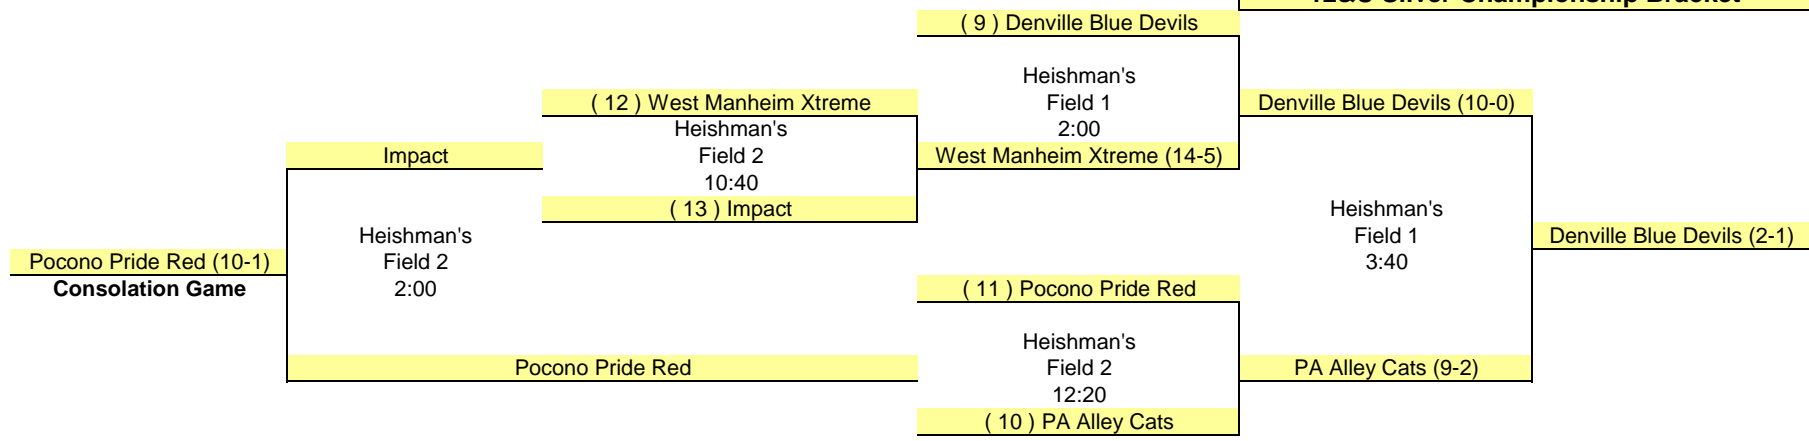 ( 9 ) Denville Blue Devils
Heishman's
Field 1
2:00
( 12 ) West Manheim Xtreme
Denville Blue Devils (10-0)
Heishman's
Field 2
10:40
Impact
West Manheim Xtreme (14-5)
( 13 ) Impact
Heishman's
Field 2
2:00
Heishman's
Field 1
3:40
Denville Blue Devils (2-1)
Pocono Pride Red (10-1)
Consolation Game
( 11 ) Pocono Pride Red
Heishman's
Field 2
12:20
Pocono Pride Red
PA Alley Cats (9-2)
( 10 ) PA Alley Cats